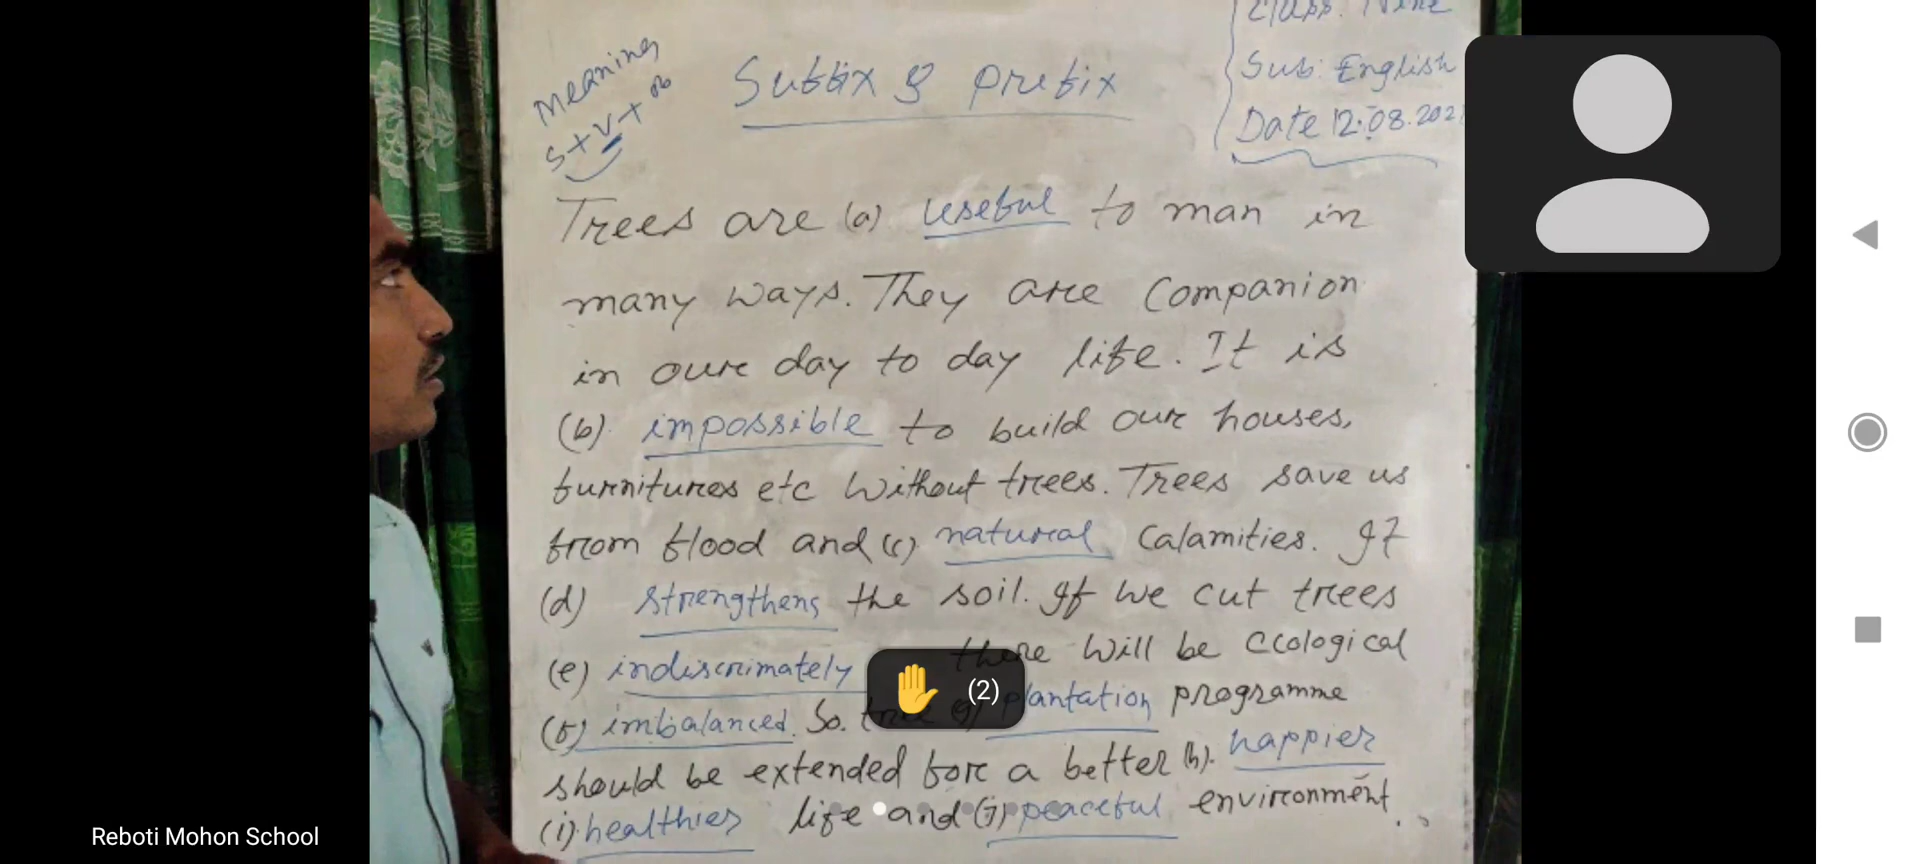 Meaning
S+V+ob
Suffix & prefix
Class: Nine
Sub: English
Date 12.08.202
Trees are (a) useful to man in
many ways. They are companion
in our day to day life. It is
(b) impossible to build our houses,
furnitures etc without trees. Trees save us
from flood and (c) natural calamities. It
(d) strengthens the soil. If we cut trees
(e) indiscrimately there will be ecological
(f) imbalanced. So. tree g) plantation programme
should be extended for a better (h). happier
(i). healthier life and (j) peaceful environment.
(2)
Reboti Mohon School